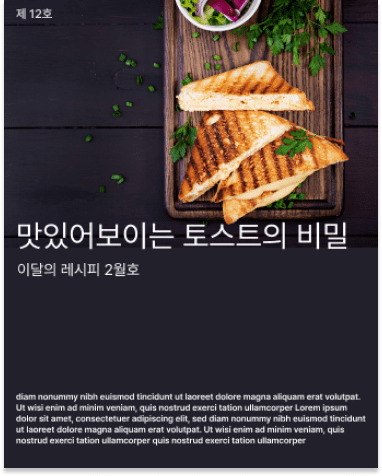 제 12호
맛있어보이는 토스트의 비밀
이달의 레시피 2월호
diam nonummy nibh euismod tincidunt ut laoreet dolore magna aliquam erat volutpat.
Ut wisi enim ad minim veniam, quis nostrud exerci tation ullamcorper Lorem ipsum
dolor sit amet, consectetuer adipiscing elit, sed diam nonummy nibh euismod tincidunt
ut laoreet dolore magna aliquam erat volutpat. Ut wisi enim ad minim veniam, quis
nostrud exerci tation ullamcorper quis nostrud exerci tation ullamcorper